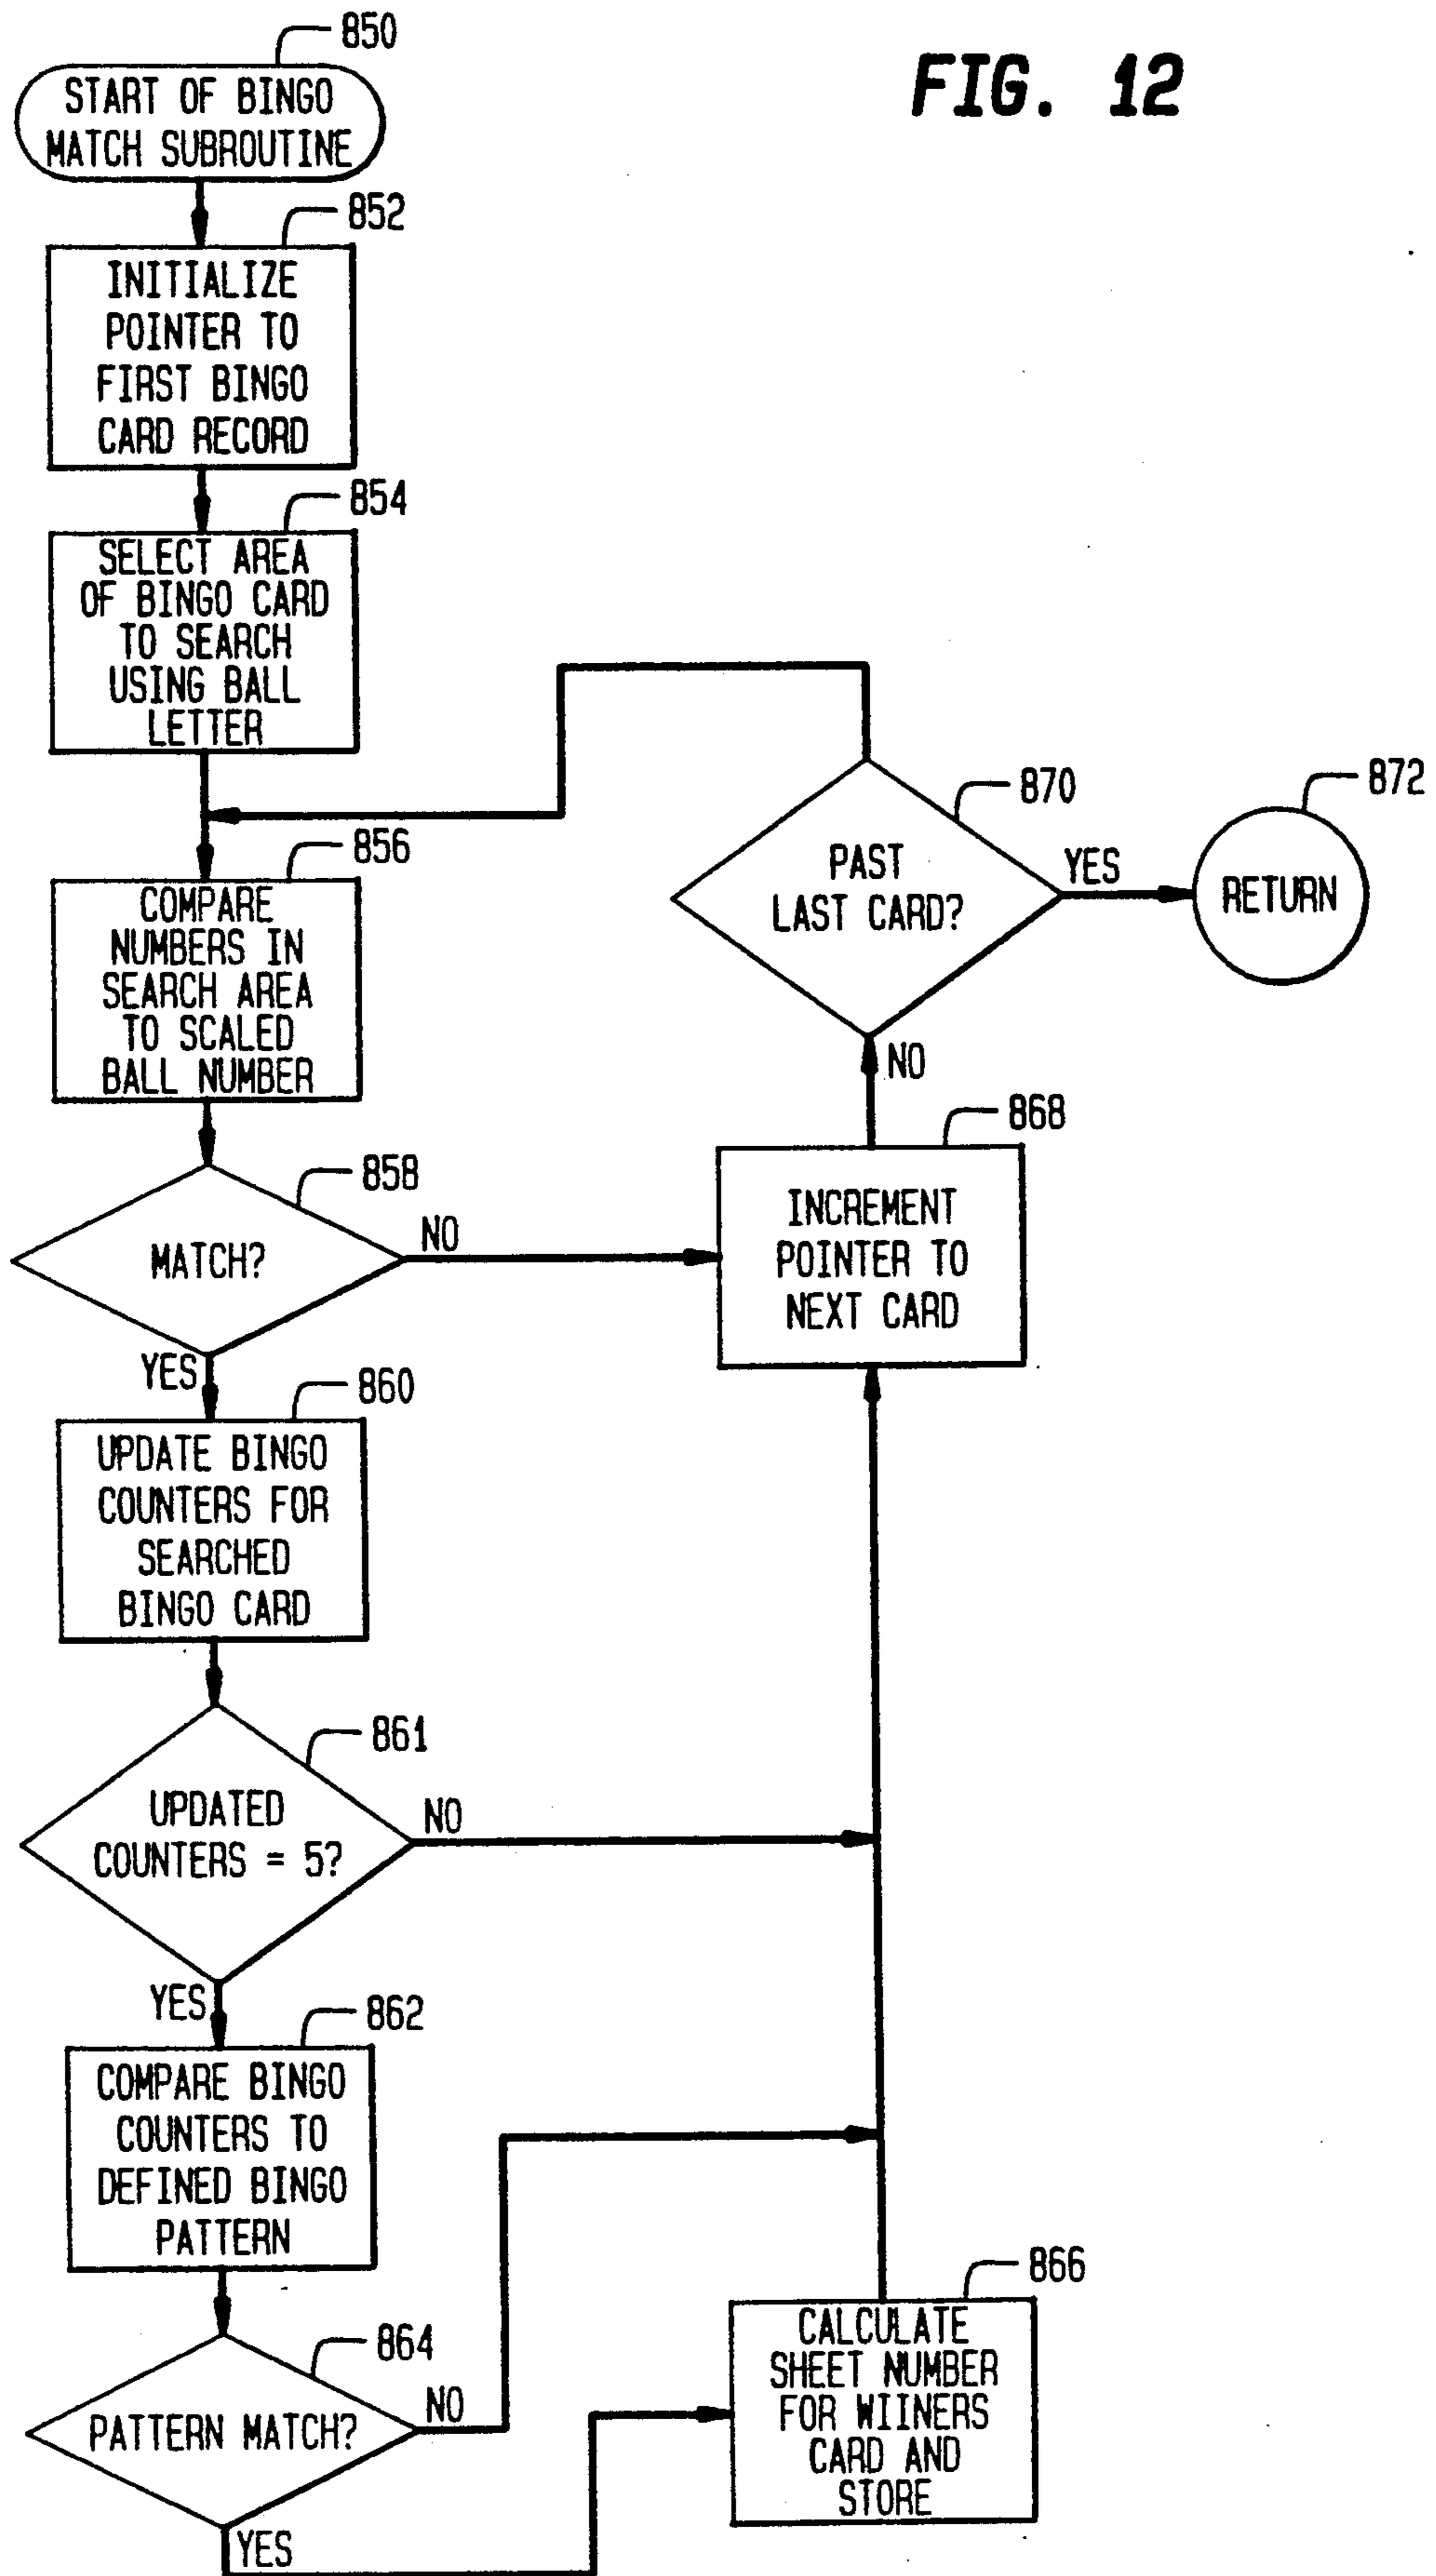 FIG. 12
850
START OF BINGO
MATCH SUBROUTINE
852
INITIALIZE
POINTER TO
FIRST BINGO
CARD RECORD
854
SELECT AREA
OF BINGO CARD
TO SEARCH
USING BALL
LETTER
856
COMPARE
NUMBERS IN
SEARCH AREA
TO SCALED
BALL NUMBER
858
MATCH?
NO
YES
860
UPDATE BINGO
COUNTERS FOR
SEARCHED
BINGO CARD
861
UPDATED
COUNTERS = 5?
NO
YES
862
COMPARE BINGO
COUNTERS TO
DEFINED BINGO
PATTERN
864
PATTERN MATCH?
NO
YES
866
CALCULATE
SHEET NUMBER
FOR WIINERS
CARD AND
STORE
868
INCREMENT
POINTER TO
NEXT CARD
NO
870
PAST
LAST CARD?
YES
872
RETURN